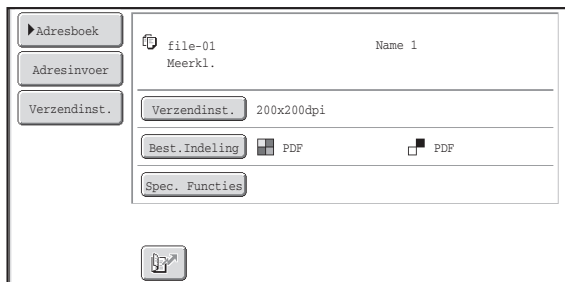 Adresboek
Adresinvoer
Verzendinst.
file-01 Name 1
Meerkl.
Verzendinst. 200x200dpi
Best.Indeling PDF PDF
Spec. Functies